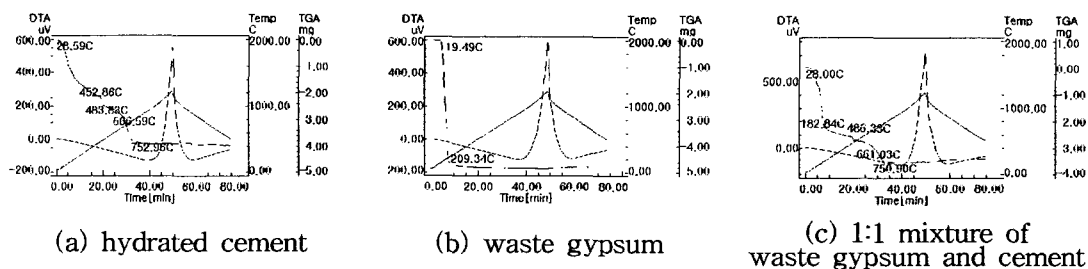 DTA uV
Temp C
TGA mg
600.00
400.00
200.00
0.00
-200.00
28.59C
452.86C
483.83C
566.59C
752.96C
2000.00
1000.00
0.00
0.00
1.00
2.00
3.00
4.00
5.00
0.00 20.00 40.00 60.00 80.00
Time[min]
(a) hydrated cement
DTA uV
Temp C
TGA mg
600.00
400.00
200.00
0.00
200.00
19.49C
209.34C
2000.00
1000.00
0.00
0.00
1.00
2.00
3.00
4.00
5.00
0.00 20.00 40.00 60.00 80.00
Time[min]
(b) waste gypsum
DTA uV
Temp C
TGA mg
500.00
0.00
28.00C
182.84C
486.35C
661.03C
750.90C
2000.00
1000.00
0.00
1.00
0.00
-1.00
-2.00
-3.00
-4.00
0.00 20.00 40.00 60.00 80.00
Time[min]
(c) 1:1 mixture of
waste gypsum and cement